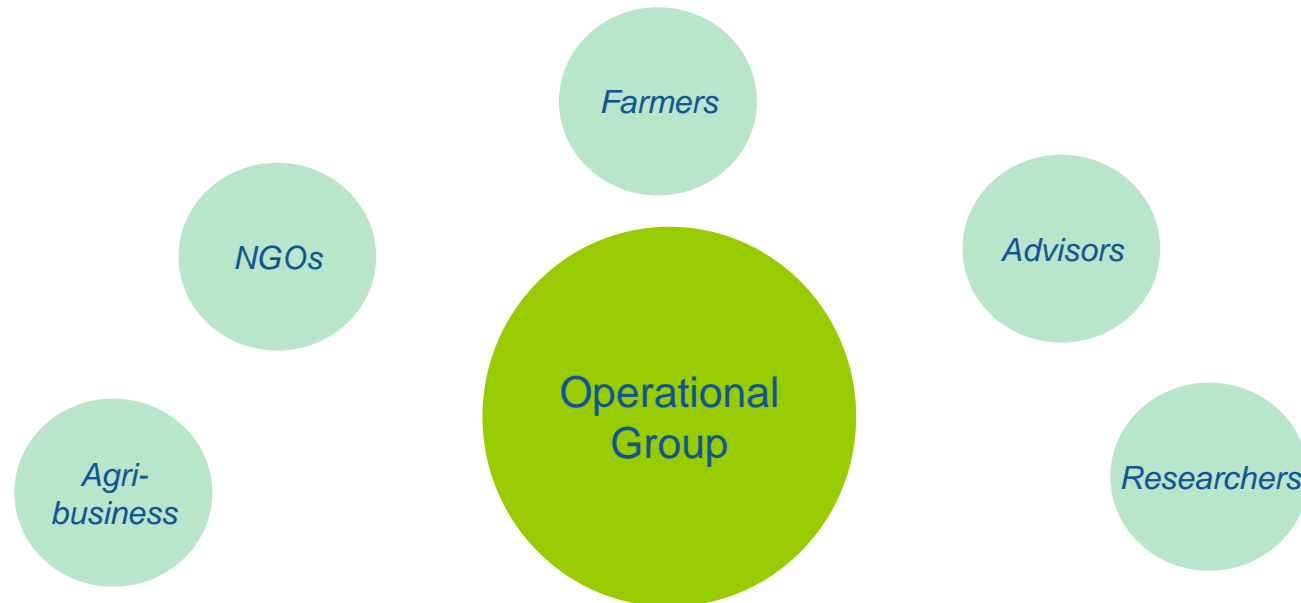 Farmers
NGOs
Advisors
Operational
Group
Agri-
business
Researchers